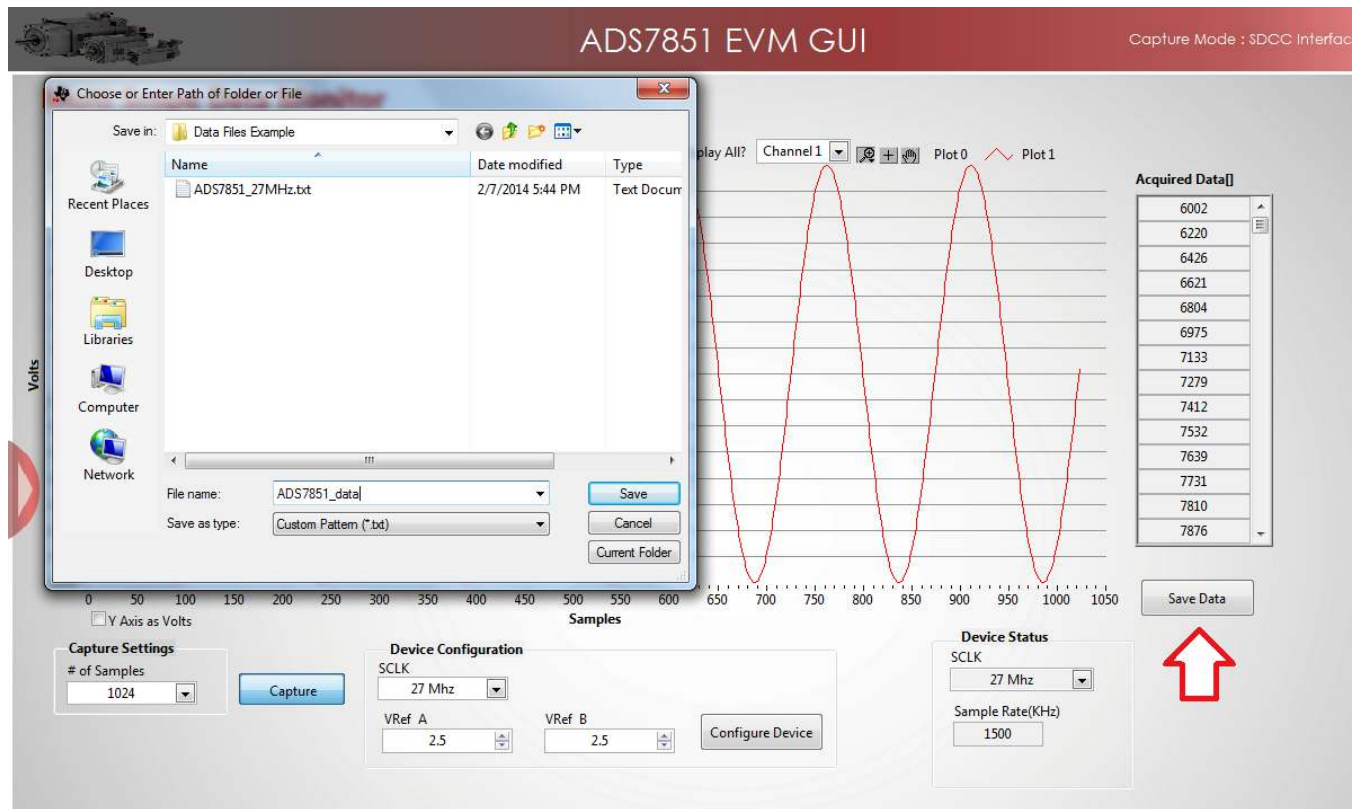 ADS7851 EVM GUI
Capture Mode : SDCC Interfac
Choose or Enter Path of Folder or File
Save in:
Data Files Example
Name
Date modified
Type
ADS7851_27MHz.txt
2/7/2014 5:44 PM
Text Docum
Recent Places
Desktop
Libraries
Computer
Network
File name:
ADS7851_data
Save as type:
Custom Pattern (*.txt)
Save
Cancel
Current Folder
play All?
Channel 1
Plot 0
Plot 1
Volts
0 50 100 150 200 250 300 350 400 450 500 550 600 650 700 750 800 850 900 950 1000 1050
Samples
Y Axis as Volts
Acquired Data[]
6002
6220
6426
6621
6804
6975
7133
7279
7412
7532
7639
7731
7810
7876
Save Data
Capture Settings
# of Samples
1024
Capture
Device Configuration
SCLK
27 Mhz
VRef A
2.5
VRef B
2.5
Configure Device
Device Status
SCLK
27 Mhz
Sample Rate(KHz)
1500